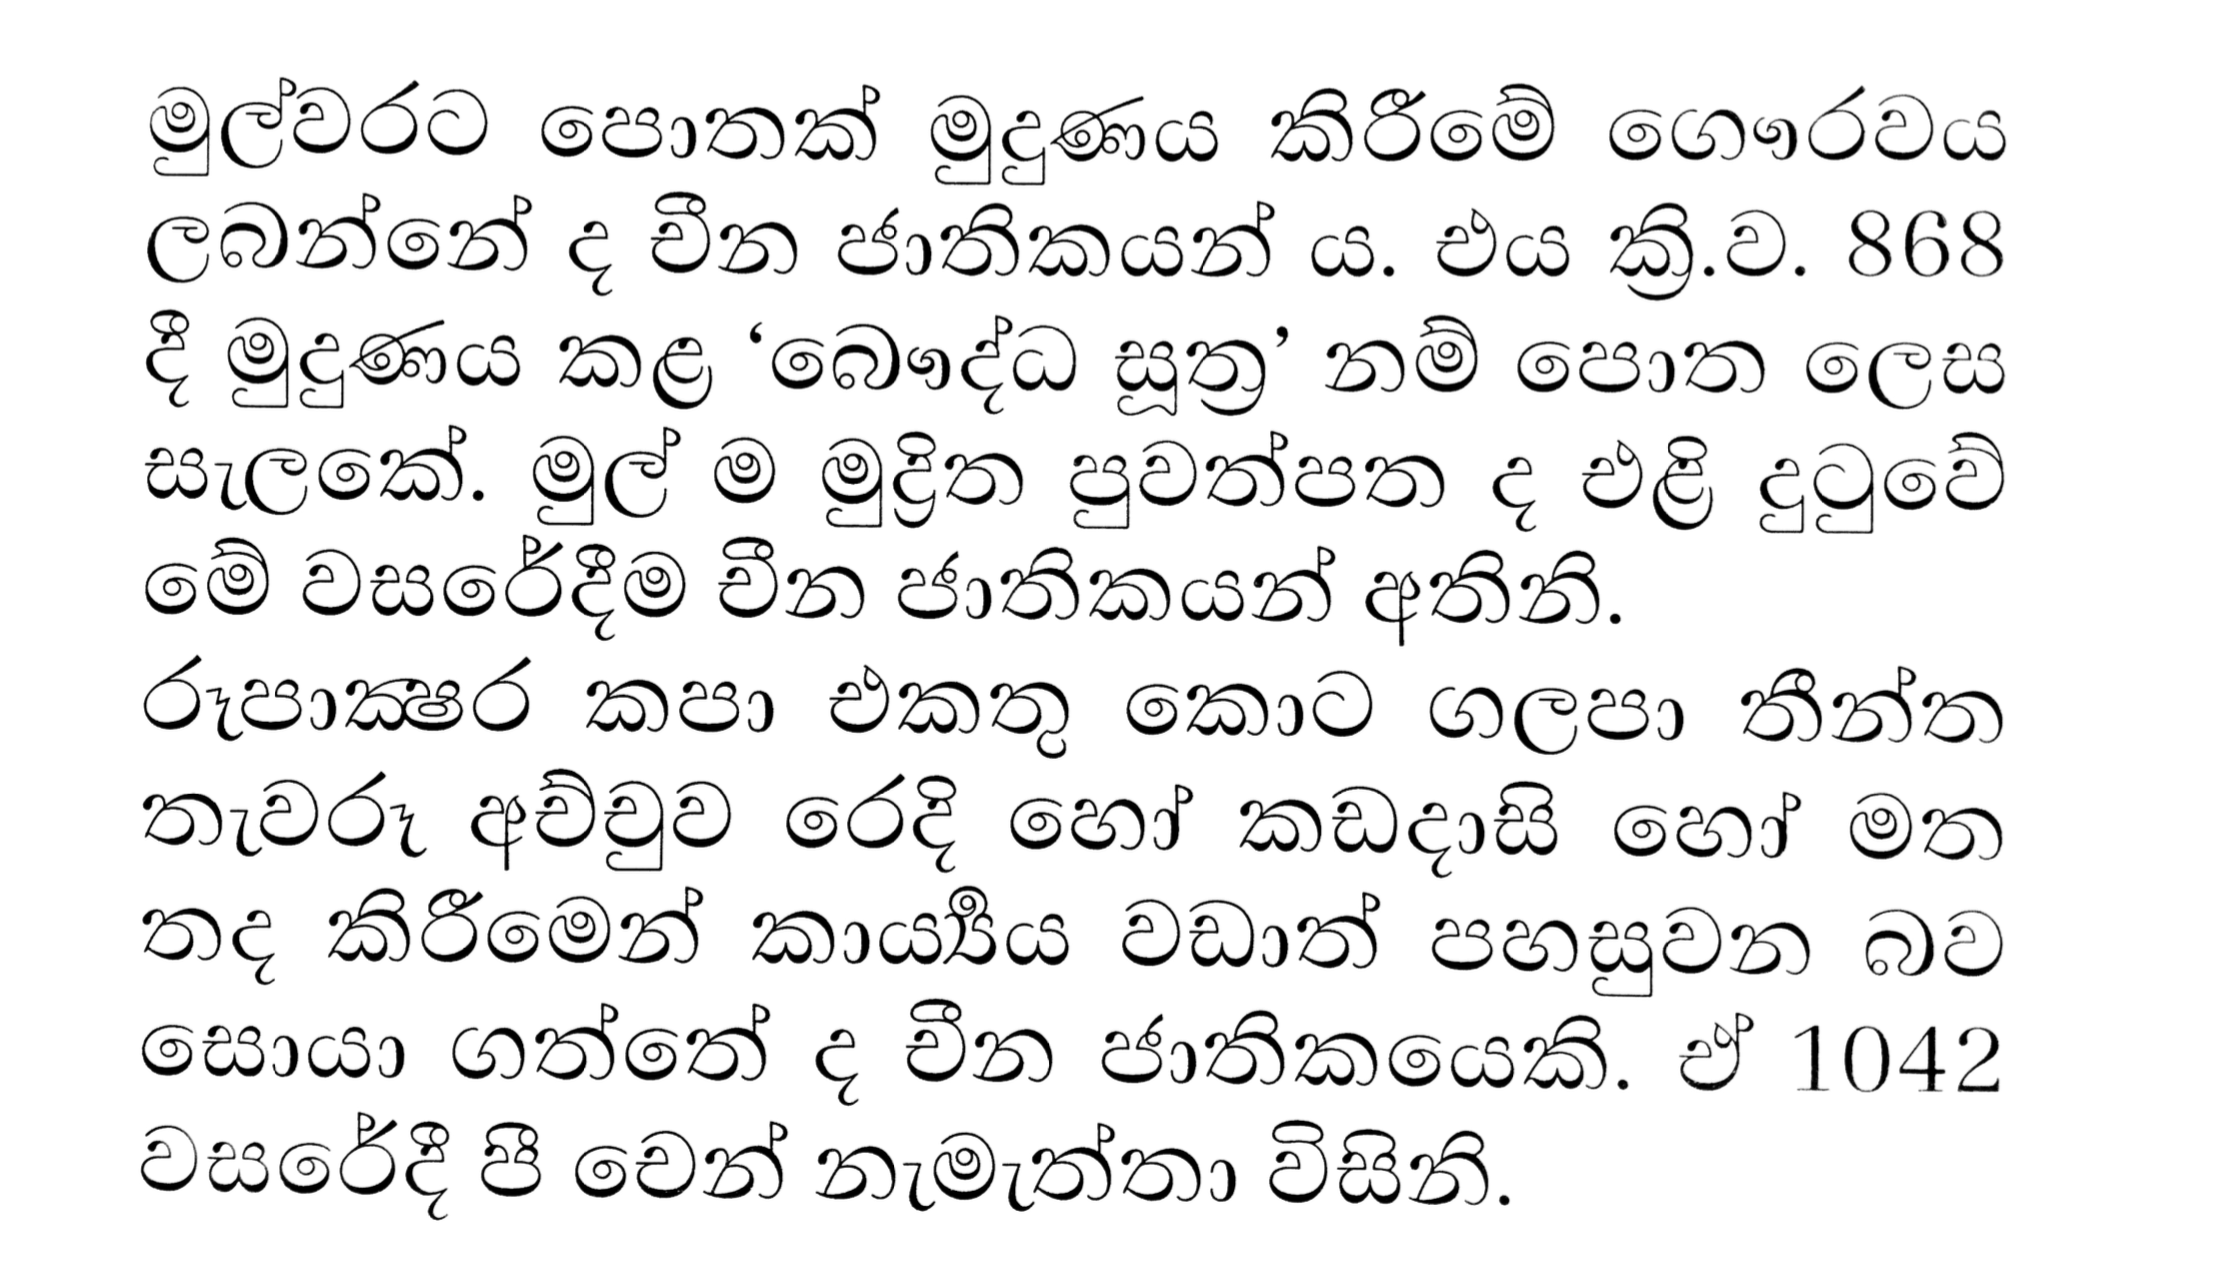 මුල්වරට පොතක් මුද්‍රණය කිරීමේ ගෞරවය
ලබන්නේ ද චීන ජාතිකයන් ය. එය ක්‍රි.ව. 868
දී මුද්‍රණය කළ ‘බෞද්ධ සූත්‍ර’ නම් පොත ලෙස
සැලකේ. මුල් ම මුද්‍රිත පුවත්පත ද එළි දුටුවේ
මේ වසරේදීම චීන ජාතිකයන් අතිනි.
රූපාක්‍ෂර කපා එකතු කොට ගලපා තීන්ත
තැවරූ අච්චුව රෙදි හෝ කඩදාසි හෝ මත
තද කිරීමෙන් කාර්‍ය්‍යය වඩාත් පහසුවන බව
සොයා ගත්තේ ද චීන ජාතිකයෙකි. ඒ 1042
වසරේදී පී චෙන් නැමැත්තා විසිනි.